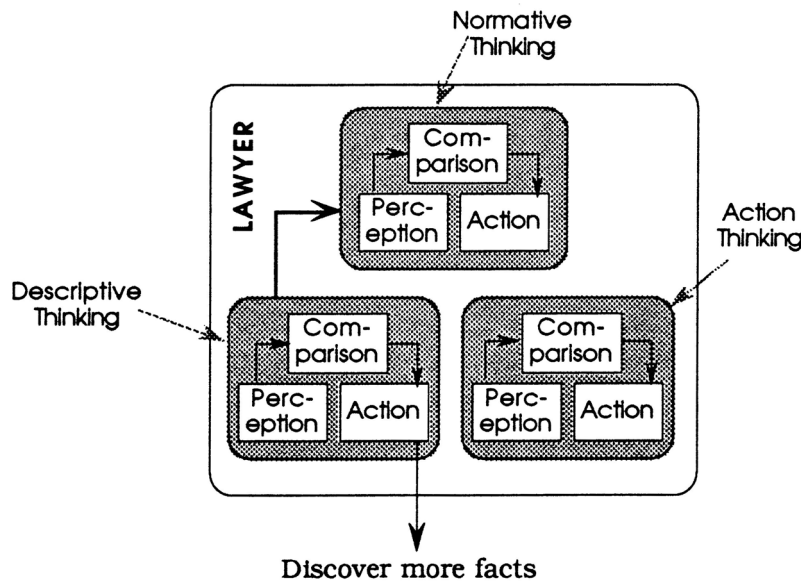 Normative
Thinking
LAWYER
Com-
parison
Perc-
eption
Action
Action
Thinking
Descriptive
Thinking
Com-
parison
Perc-
eption
Action
Com-
parison
Perc-
eption
Action
Discover more facts